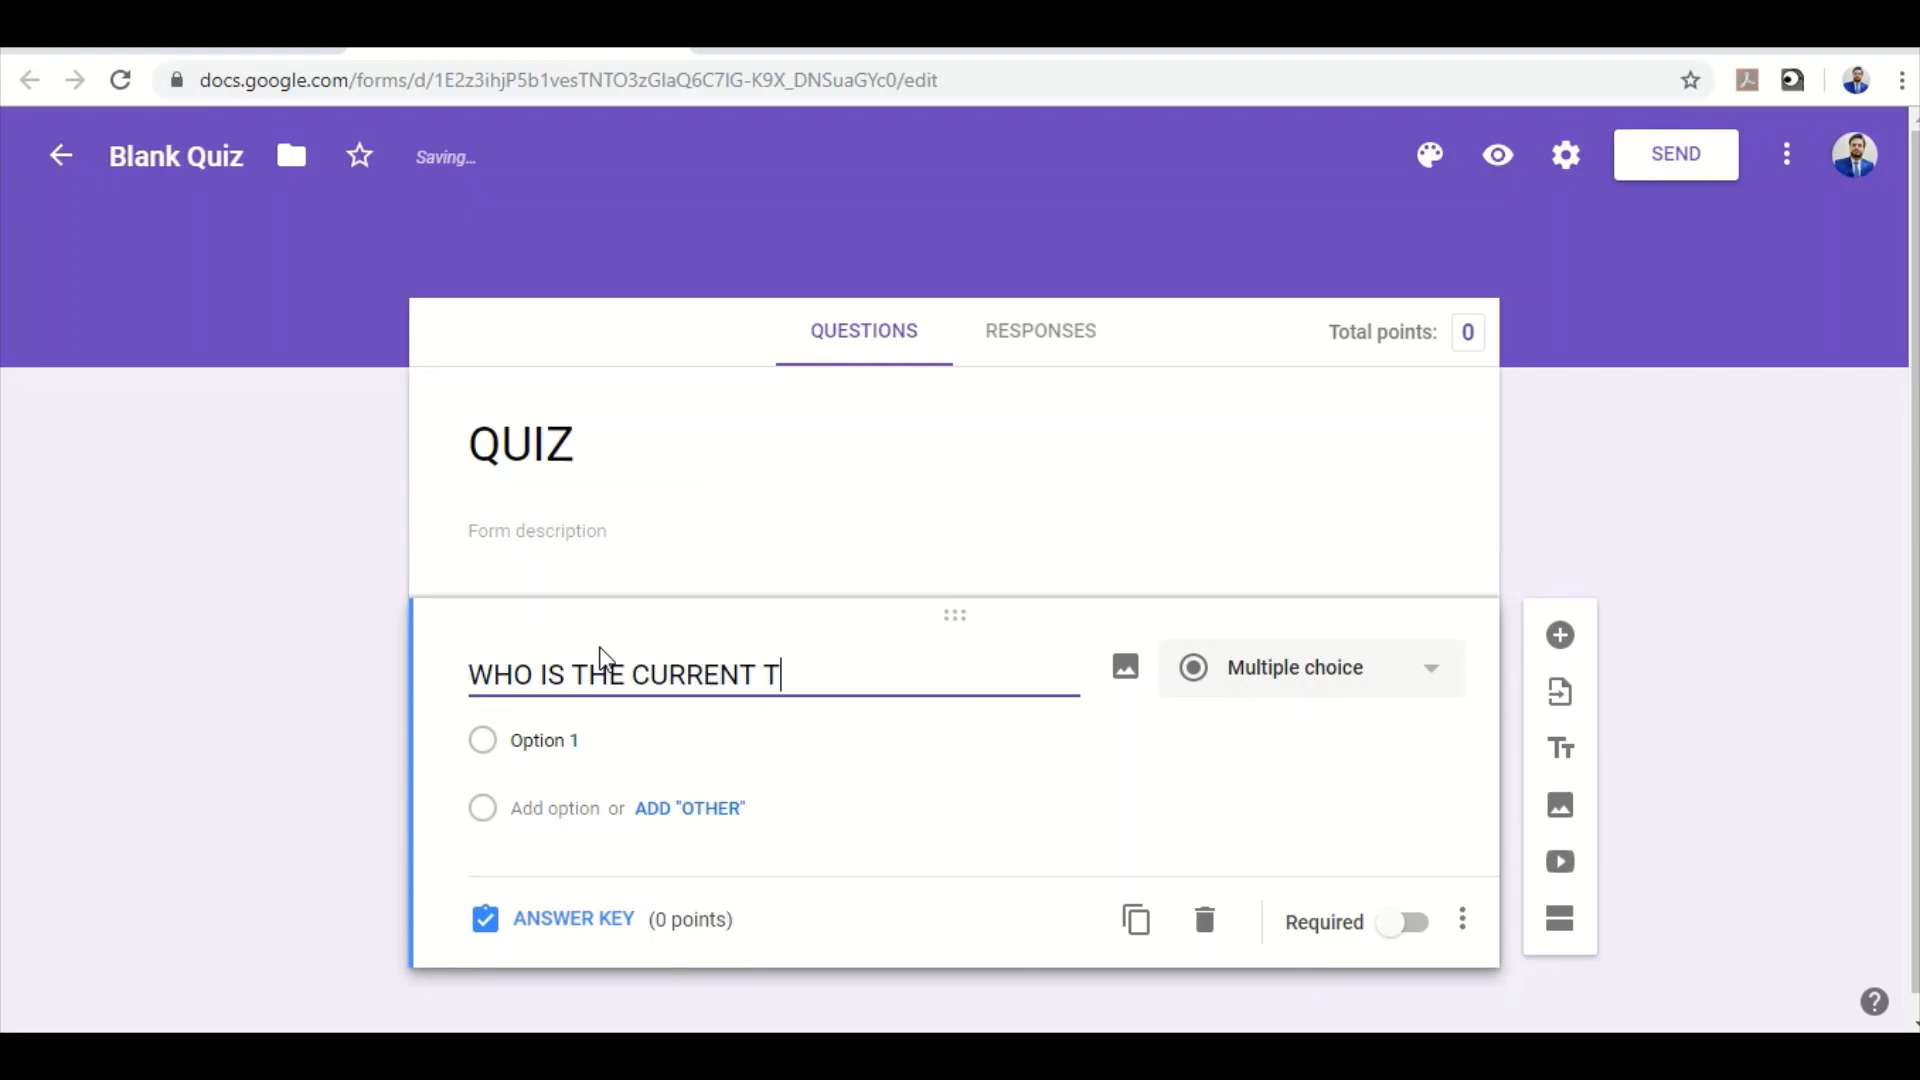 docs.google.com/forms/d/1E2z3ihjP5b1vesTNTO3zGlaQ6C7lG-K9X_DNSuaGYc0/edit
Blank Quiz
Saving...
SEND
QUESTIONS
RESPONSES
Total points: 0
QUIZ
Form description
WHO IS THE CURRENT T
Multiple choice
Option 1
Add option or ADD "OTHER"
ANSWER KEY (0 points)
Required